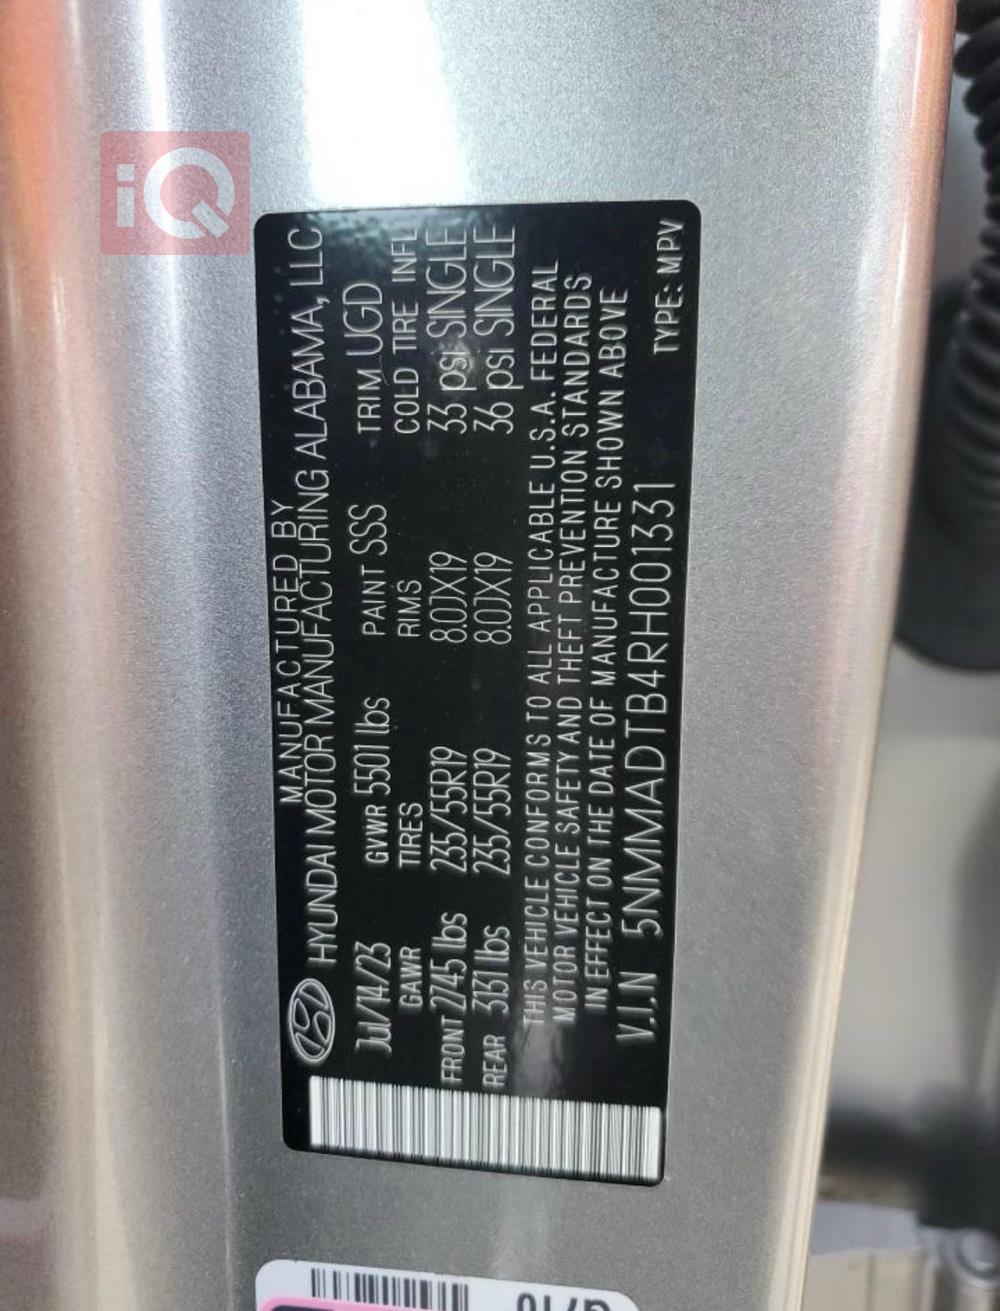 iQ
MANUFACTURED BY
HYUNDAI MOTOR MANUFACTURING ALABAMA, LLC
Jul/14/23 GVWR 5501 lbs PAINT SSS TRIM UGD
GAWR TIRES RIMS COLD TIRE INFL
FRONT 2745 lbs 235/55R19 8.0JX19 33 psi SINGLE
REAR 3131 lbs 235/55R19 8.0JX19 36 psi SINGLE
THIS VEHICLE CONFORMS TO ALL APPLICABLE U.S.A. FEDERAL
MOTOR VEHICLE SAFETY AND THEFT PREVENTION STANDARDS
IN EFFECT ON THE DATE OF MANUFACTURE SHOWN ABOVE
V.I.N 5NMMADTB4RH001331
TYPE: MPV